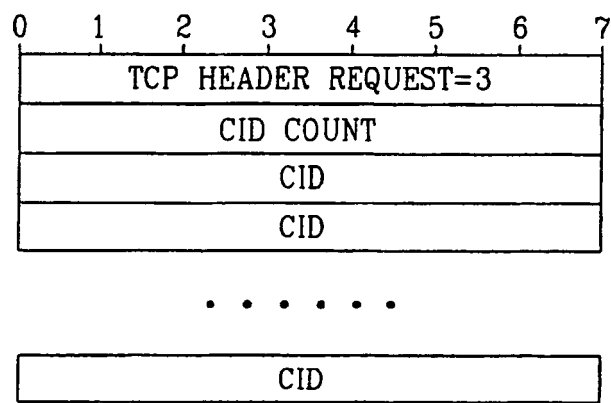 0 1 2 3 4 5 6 7
TCP HEADER REQUEST=3
CID COUNT
CID
CID
CID